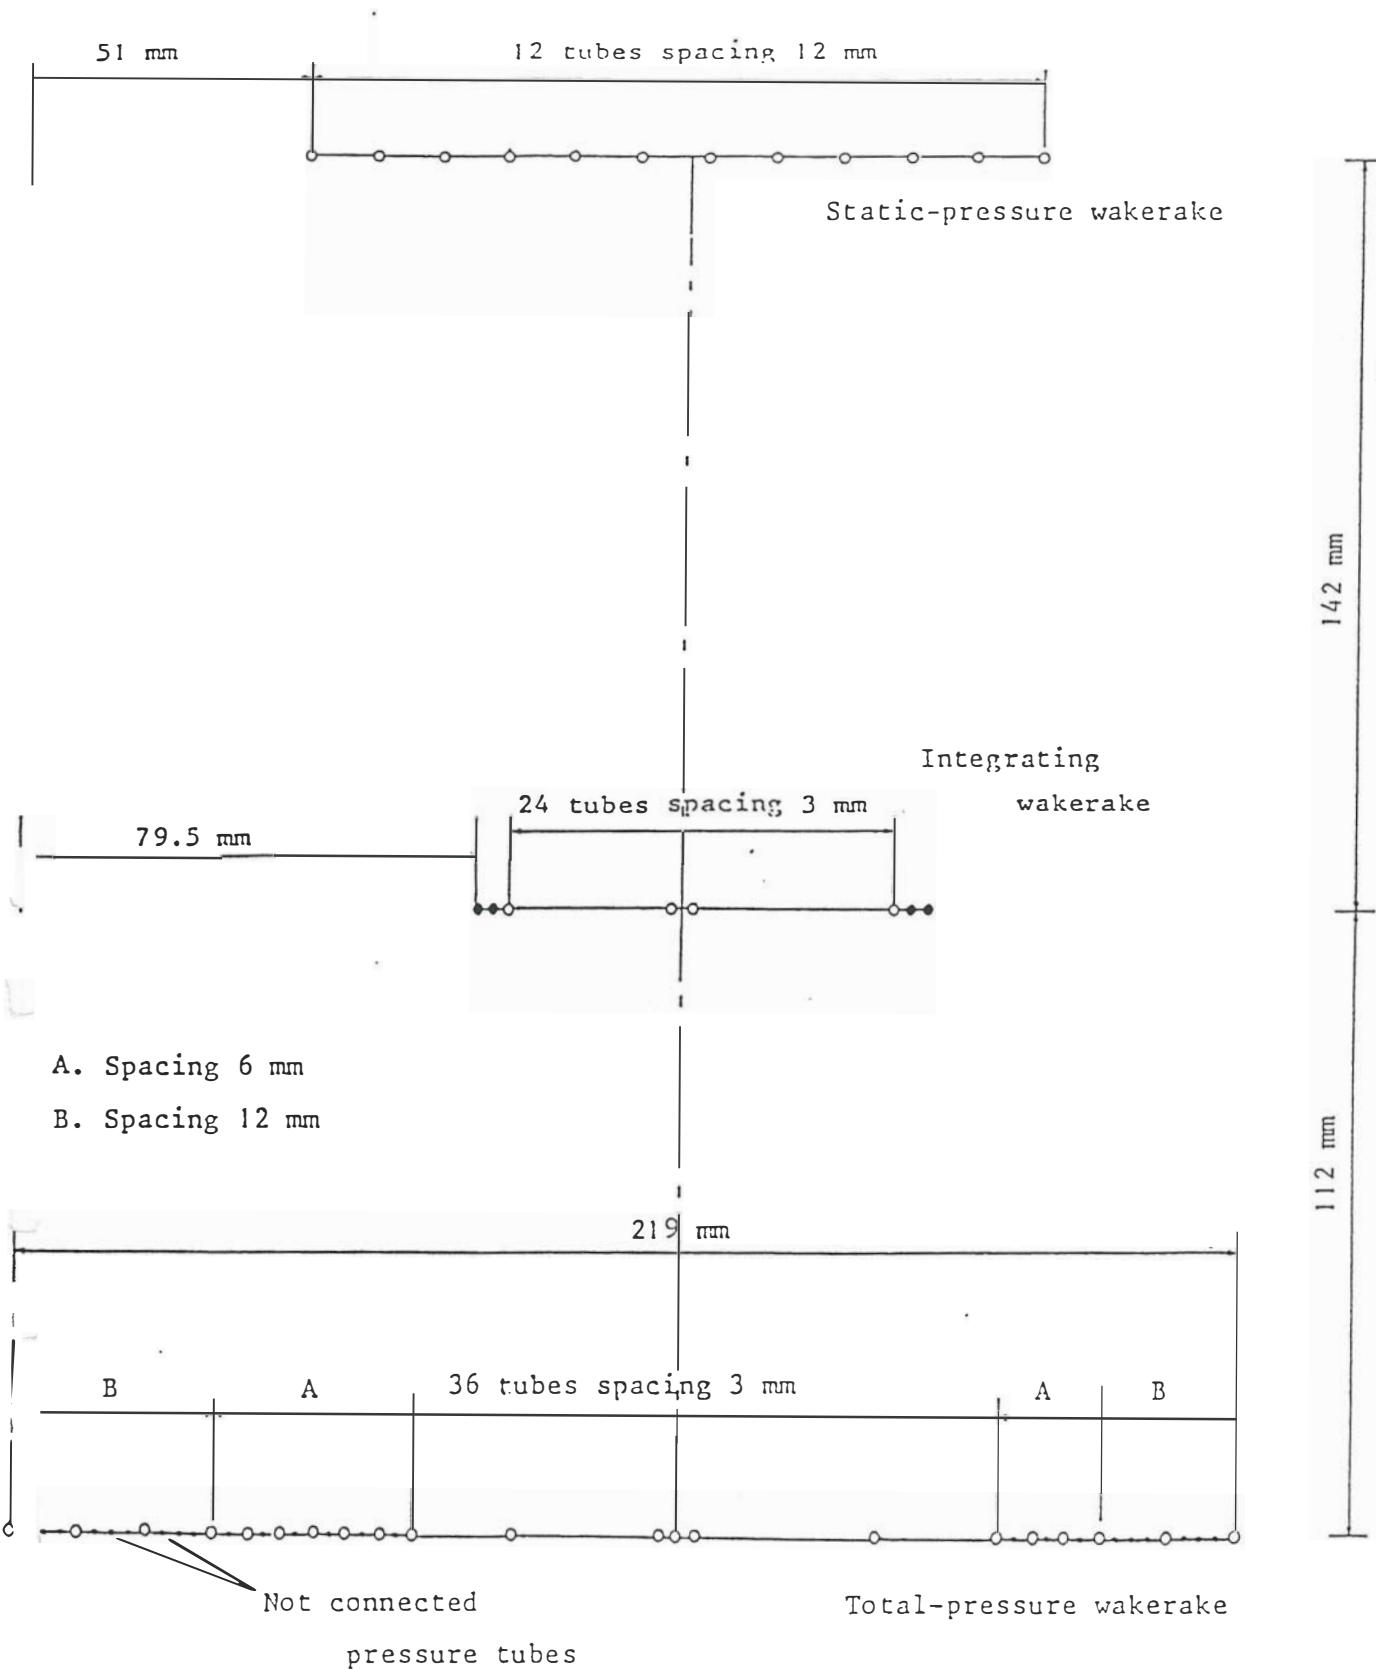 51 mm
12 tubes spacing 12 mm
Static-pressure wakerake
142 mm
Integrating
wakerake
24 tubes spacing 3 mm
79.5 mm
A. Spacing 6 mm
B. Spacing 12 mm
112 mm
219 mm
B
A
36 tubes spacing 3 mm
A
B
Not connected
pressure tubes
Total-pressure wakerake